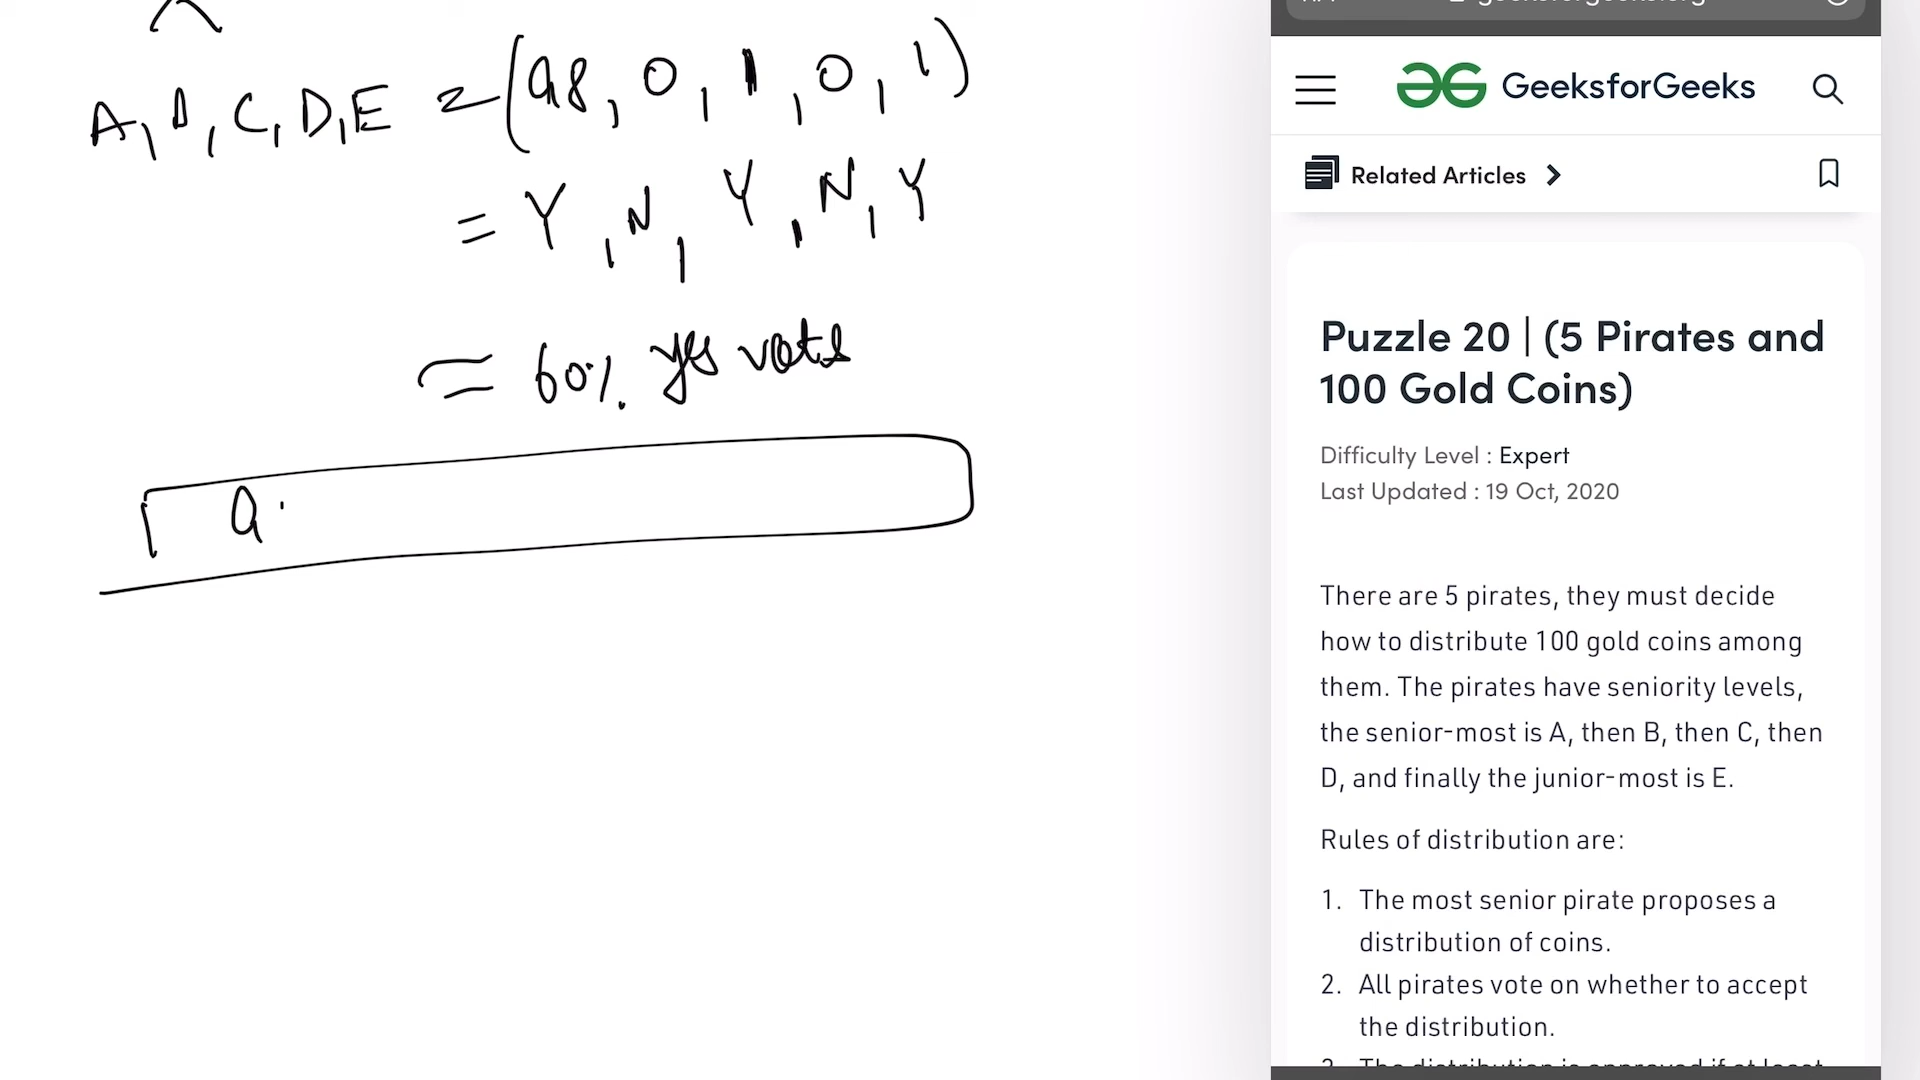 A, B, C, D, E = (98, 0, 1, 0, 1)
= Y, N, Y, N, Y
= 60% yes vote
GeeksforGeeks
Related Articles
Puzzle 20 | (5 Pirates and
100 Gold Coins)
Difficulty Level : Expert
Last Updated : 19 Oct, 2020
There are 5 pirates, they must decide
how to distribute 100 gold coins among
them. The pirates have seniority levels,
the senior-most is A, then B, then C, then
D, and finally the junior-most is E.
Rules of distribution are:
1. The most senior pirate proposes a
distribution of coins.
2. All pirates vote on whether to accept
the distribution.